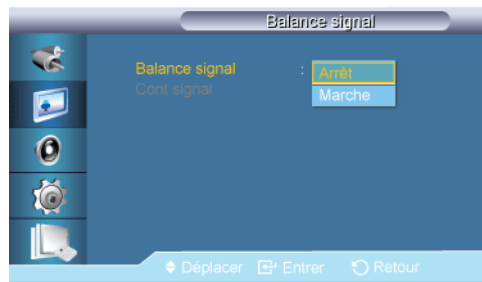 Balance signal
Balance signal : Arrêt
Cont signal Marche
Déplacer Entrer Retour